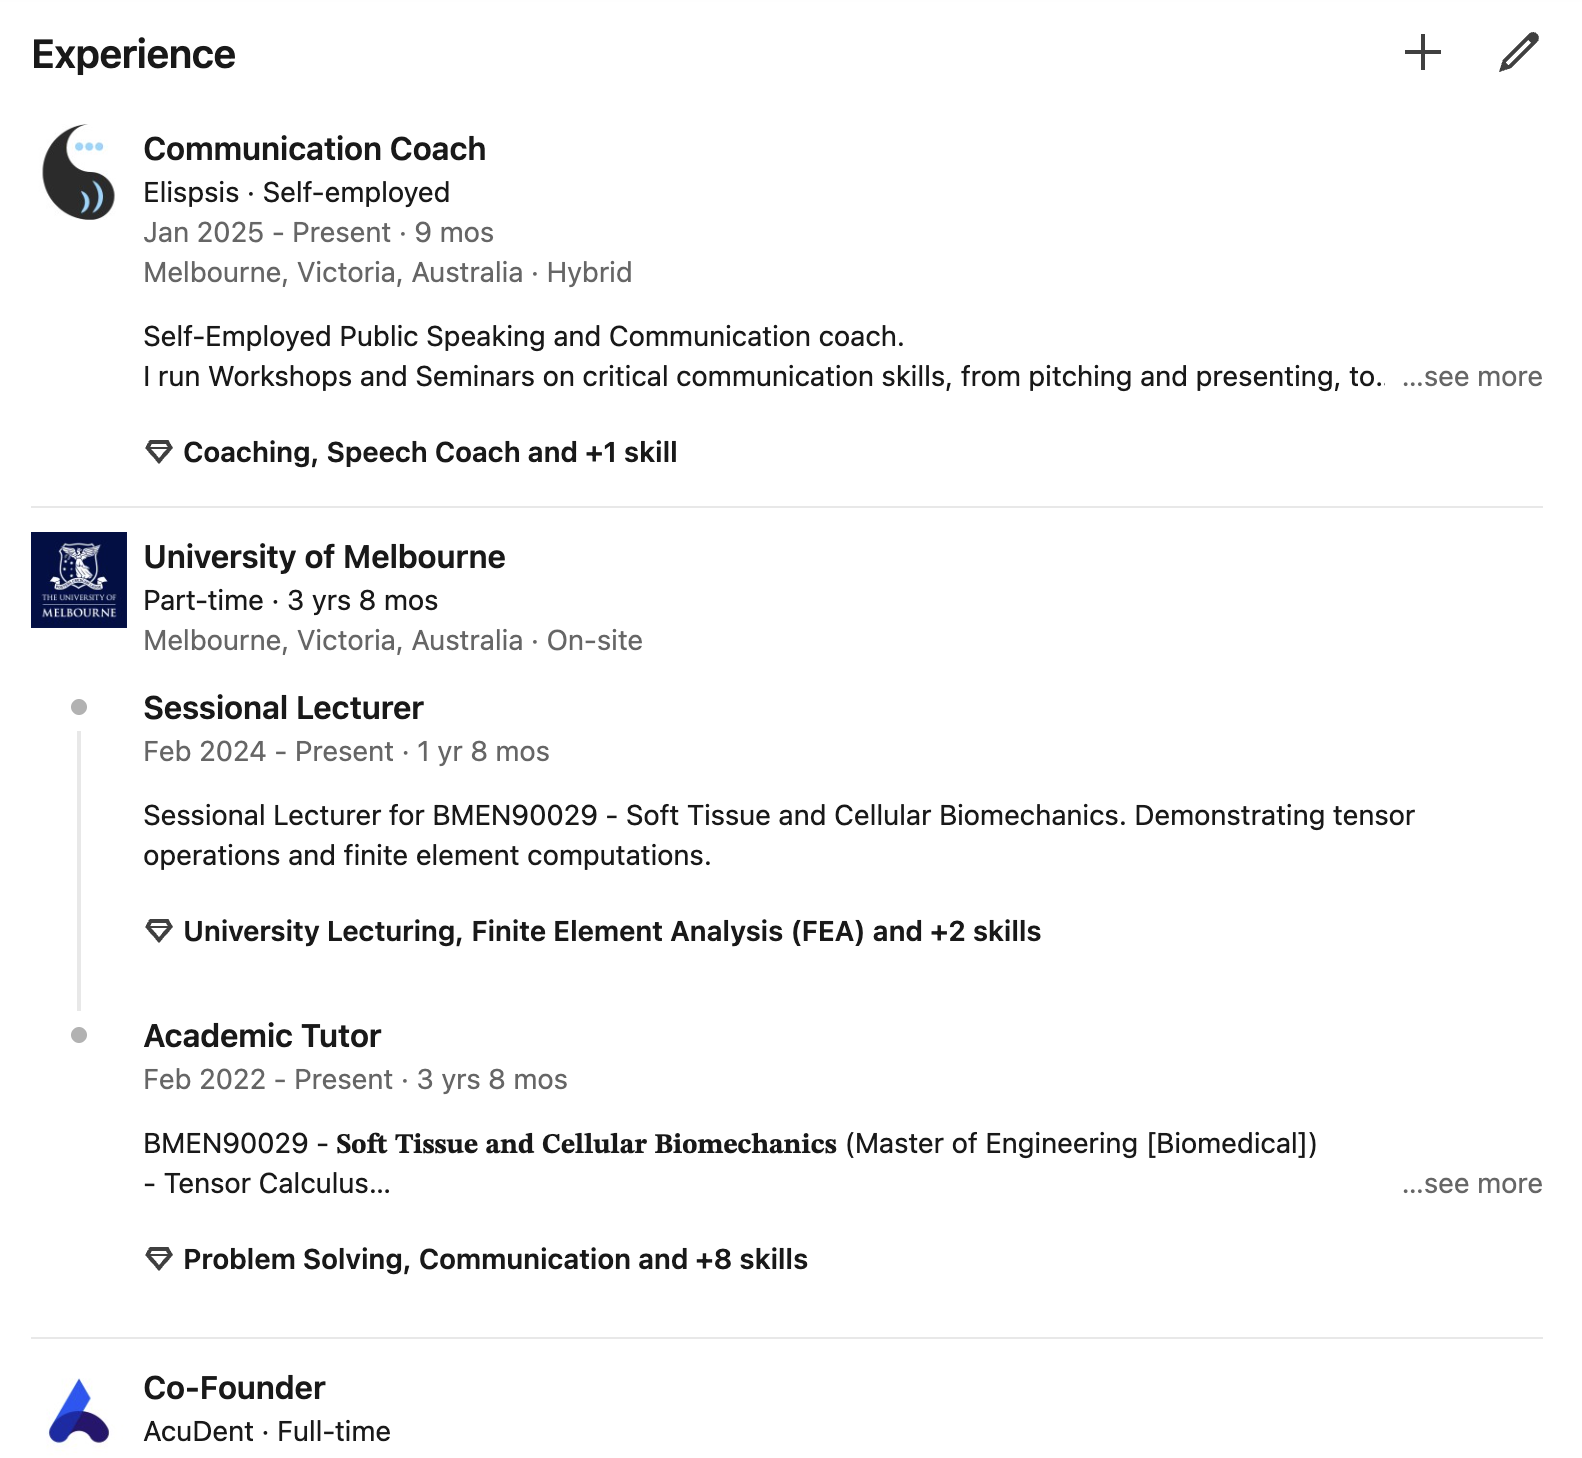 Experience
Communication Coach
Elispsis · Self-employed
Jan 2025 - Present · 9 mos
Melbourne, Victoria, Australia · Hybrid
Self-Employed Public Speaking and Communication coach.
I run Workshops and Seminars on critical communication skills, from pitching and presenting, to.. ...see more
Coaching, Speech Coach and +1 skill
THE UNIVERSITY OF
MELBOURNE
University of Melbourne
Part-time · 3 yrs 8 mos
Melbourne, Victoria, Australia · On-site
Sessional Lecturer
Feb 2024 - Present · 1 yr 8 mos
Sessional Lecturer for BMEN90029 - Soft Tissue and Cellular Biomechanics. Demonstrating tensor
operations and finite element computations.
University Lecturing, Finite Element Analysis (FEA) and +2 skills
Academic Tutor
Feb 2022 - Present · 3 yrs 8 mos
BMEN90029 - Soft Tissue and Cellular Biomechanics (Master of Engineering [Biomedical])
- Tensor Calculus... ...see more
Problem Solving, Communication and +8 skills
Co-Founder
AcuDent · Full-time